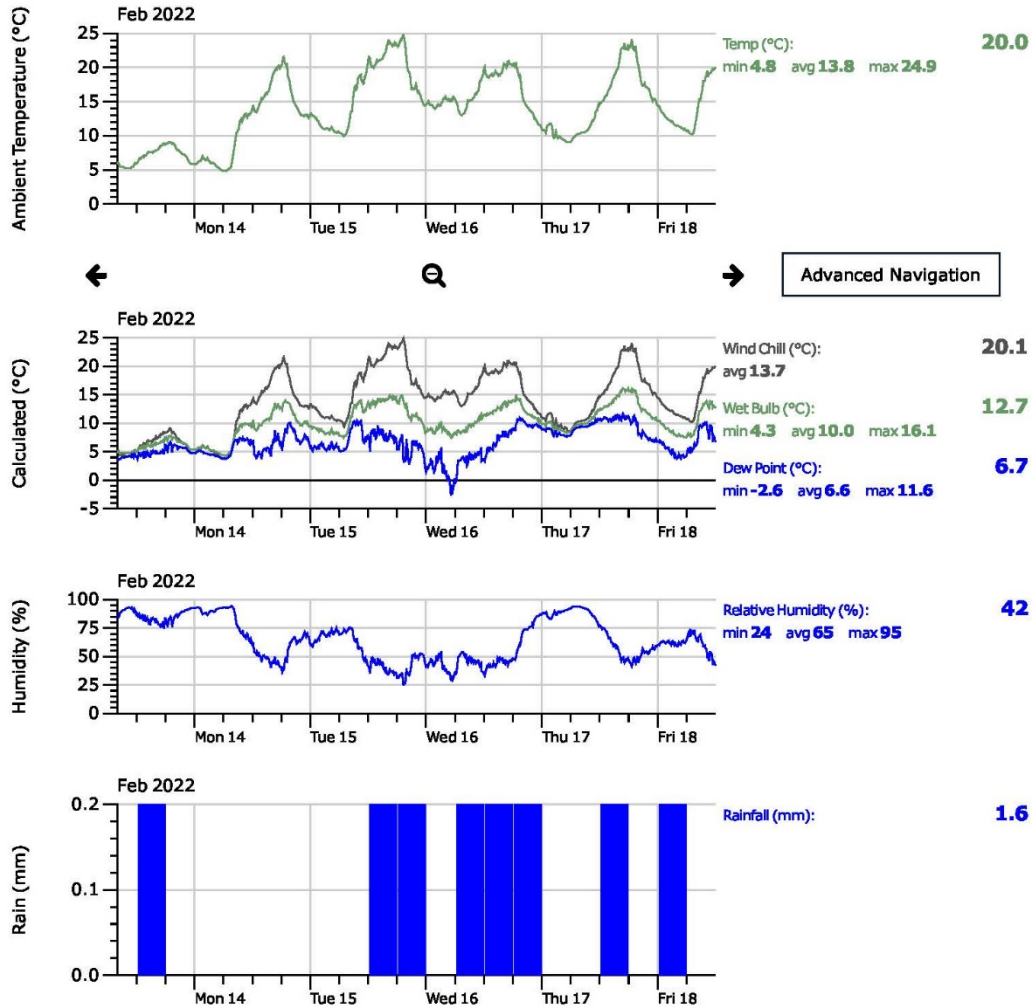 Feb 2022
Ambient Temperature (°C)
25
20
15
10
5
0
Mon 14
Tue 15
Wed 16
Thu 17
Fri 18
Temp (°C):
20.0
min 4.8 avg 13.8 max 24.9
Advanced Navigation
Feb 2022
Calculated (°C)
25
20
15
10
5
0
-5
Mon 14
Tue 15
Wed 16
Thu 17
Fri 18
Wind Chill (°C):
20.1
avg 13.7
Wet Bulb (°C):
12.7
min 4.3 avg 10.0 max 16.1
Dew Point (°C):
6.7
min -2.6 avg 6.6 max 11.6
Feb 2022
Humidity (%)
100
75
50
25
0
Mon 14
Tue 15
Wed 16
Thu 17
Fri 18
Relative Humidity (%):
42
min 24 avg 65 max 95
Feb 2022
Rain (mm)
0.2
0.1
0.0
Mon 14
Tue 15
Wed 16
Thu 17
Fri 18
Rainfall (mm):
1.6